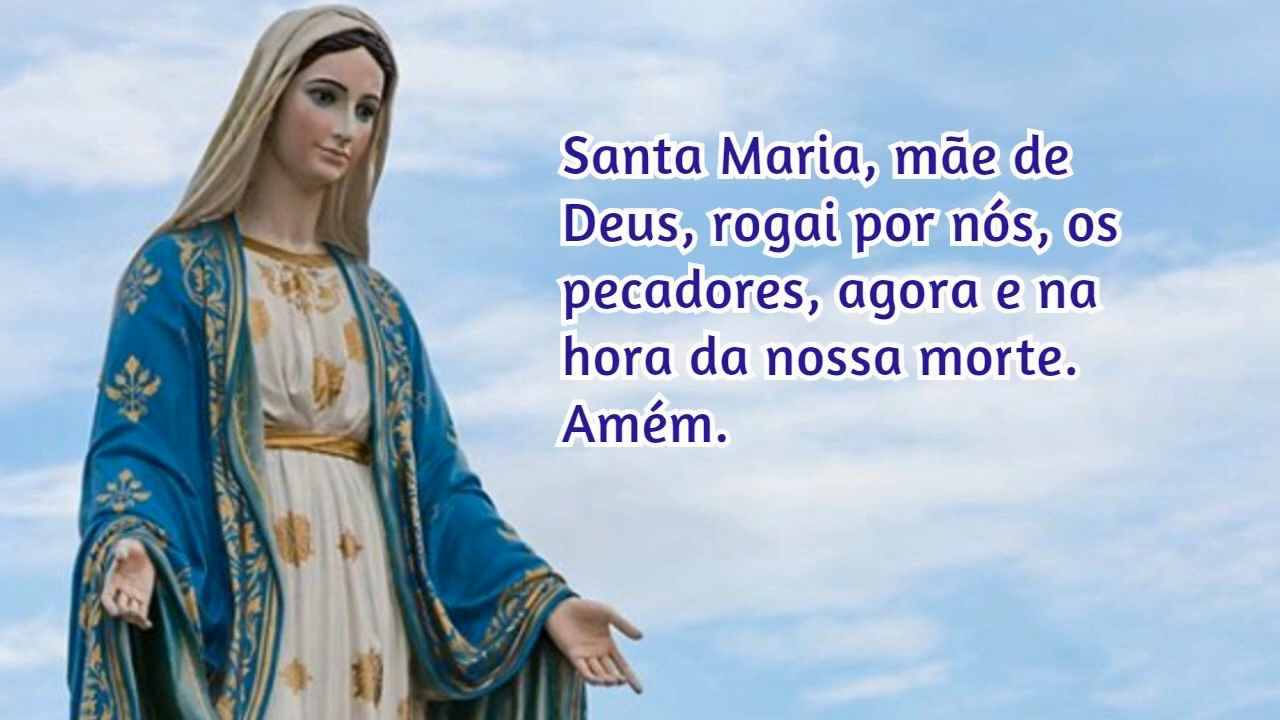 Santa Maria, mãe de
Deus, rogai por nós, os
pecadores, agora e na
hora da nossa morte.
Amém.